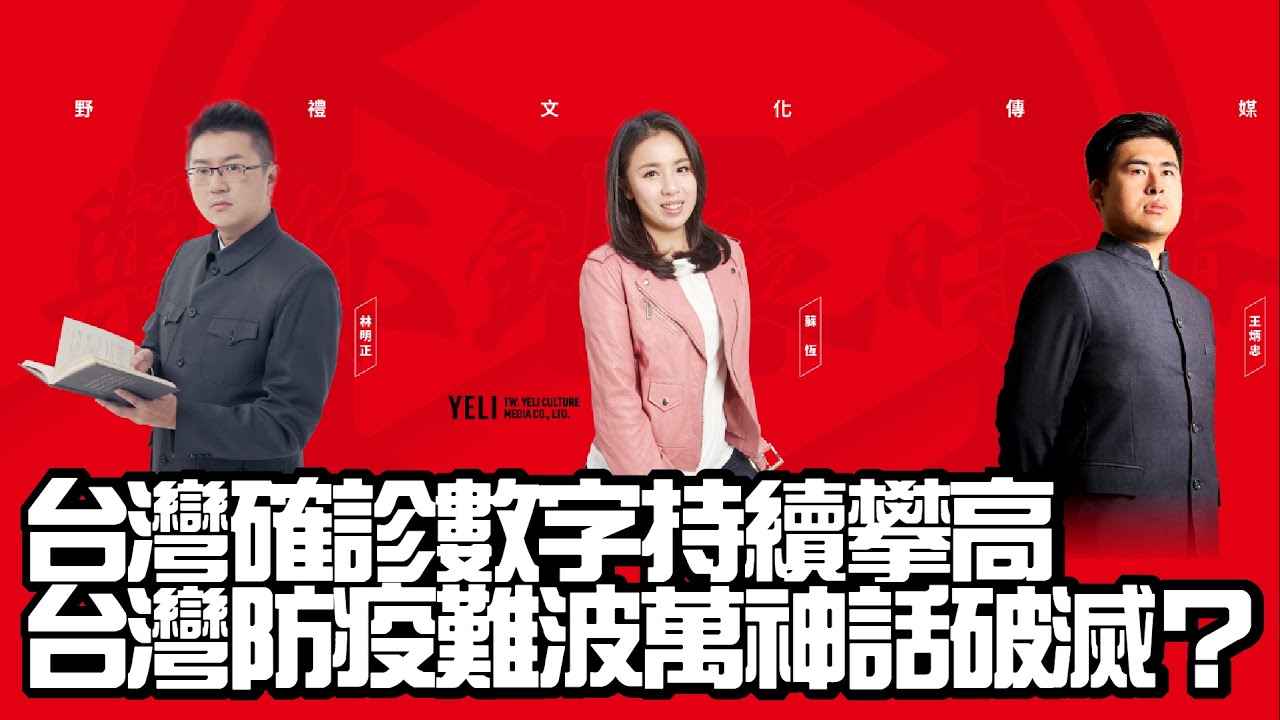 野禮文化傳媒
林明正
蘇恆
王炳忠
YELI TW. YELI CULTURE
MEDIA CO., LTD.
台灣確診數字持續攀高
台灣防疫難波萬神話破滅？